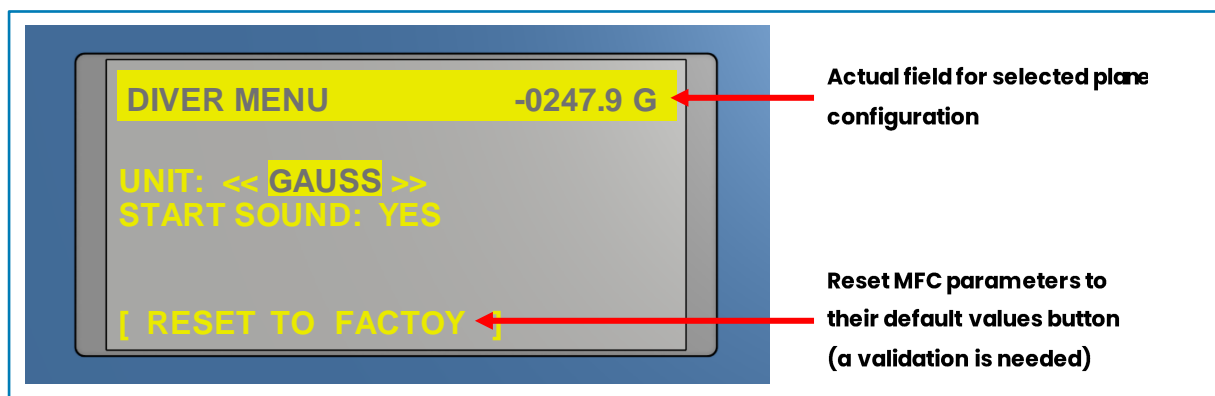 DIVER MENU -0247.9 G
UNIT: << GAUSS >>
START SOUND: YES
[ RESET TO FACTOY ]
Actual field for selected plane
configuration
Reset MFC parameters to
their default values button
(a validation is needed)